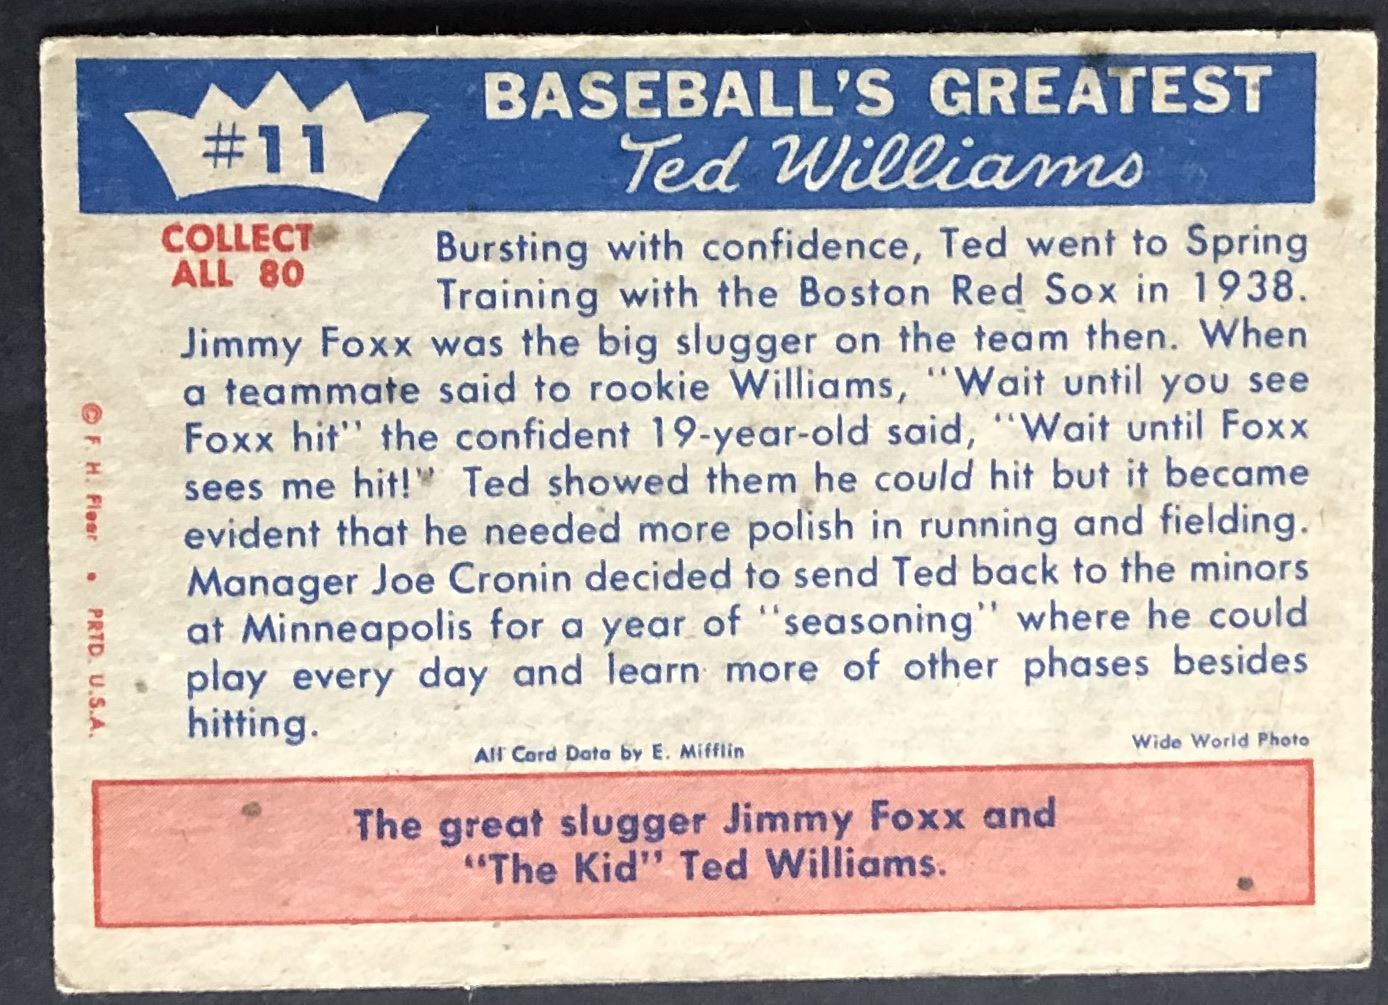 #11
BASEBALL'S GREATEST
Ted Williams
COLLECT
ALL 80
Bursting with confidence, Ted went to Spring
Training with the Boston Red Sox in 1938.
Jimmy Foxx was the big slugger on the team then. When
a teammate said to rookie Williams, "Wait until you see
Foxx hit" the confident 19-year-old said, "Wait until Foxx
sees me hit!" Ted showed them he could hit but it became
evident that he needed more polish in running and fielding.
Manager Joe Cronin decided to send Ted back to the minors
at Minneapolis for a year of "seasoning" where he could
play every day and learn more of other phases besides
hitting.
All Card Data by E. Mifflin
Wide World Photo
The great slugger Jimmy Foxx and
"The Kid" Ted Williams.
© F. H. Fleer • PRTD. U.S.A.